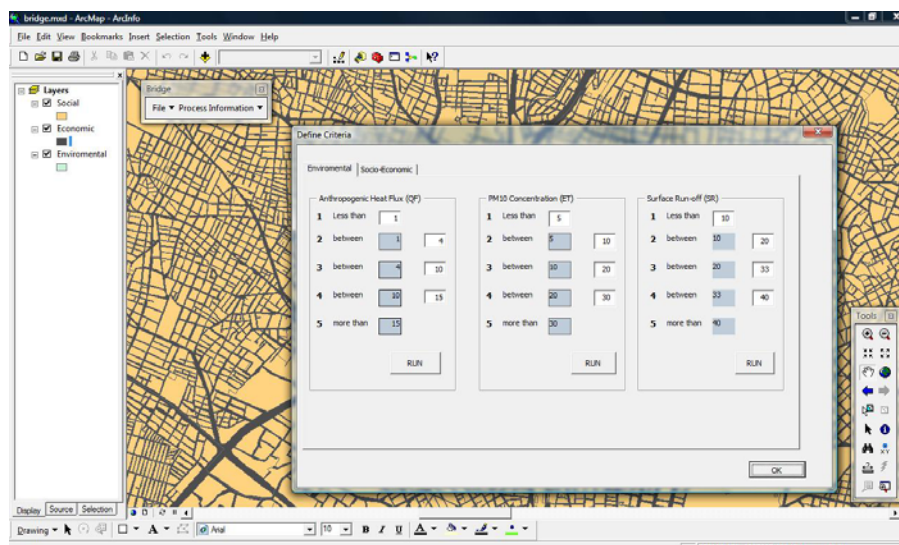 bridge.mxd - ArcMap - ArcInfo
File Edit View Bookmarks Insert Selection Tools Window Help
Layers
Social
Economic
Enviromental
Bridge
File Process Information
Define Criteria
Enviromental Socio-Economic
Anthropogenic Heat Flux (QF)
1 Less than 1
2 between 1 4
3 between 4 10
4 between 10 15
5 more than 15
RUN
PM10 Concentration (ET)
1 Less than 5
2 between 5 10
3 between 10 20
4 between 20 30
5 more than 30
RUN
Surface Run-off (SR)
1 Less than 10
2 between 10 20
3 between 20 33
4 between 33 40
5 more than 40
RUN
OK
Tools
Display Source Selection
Drawing A Arial 10 B I U A